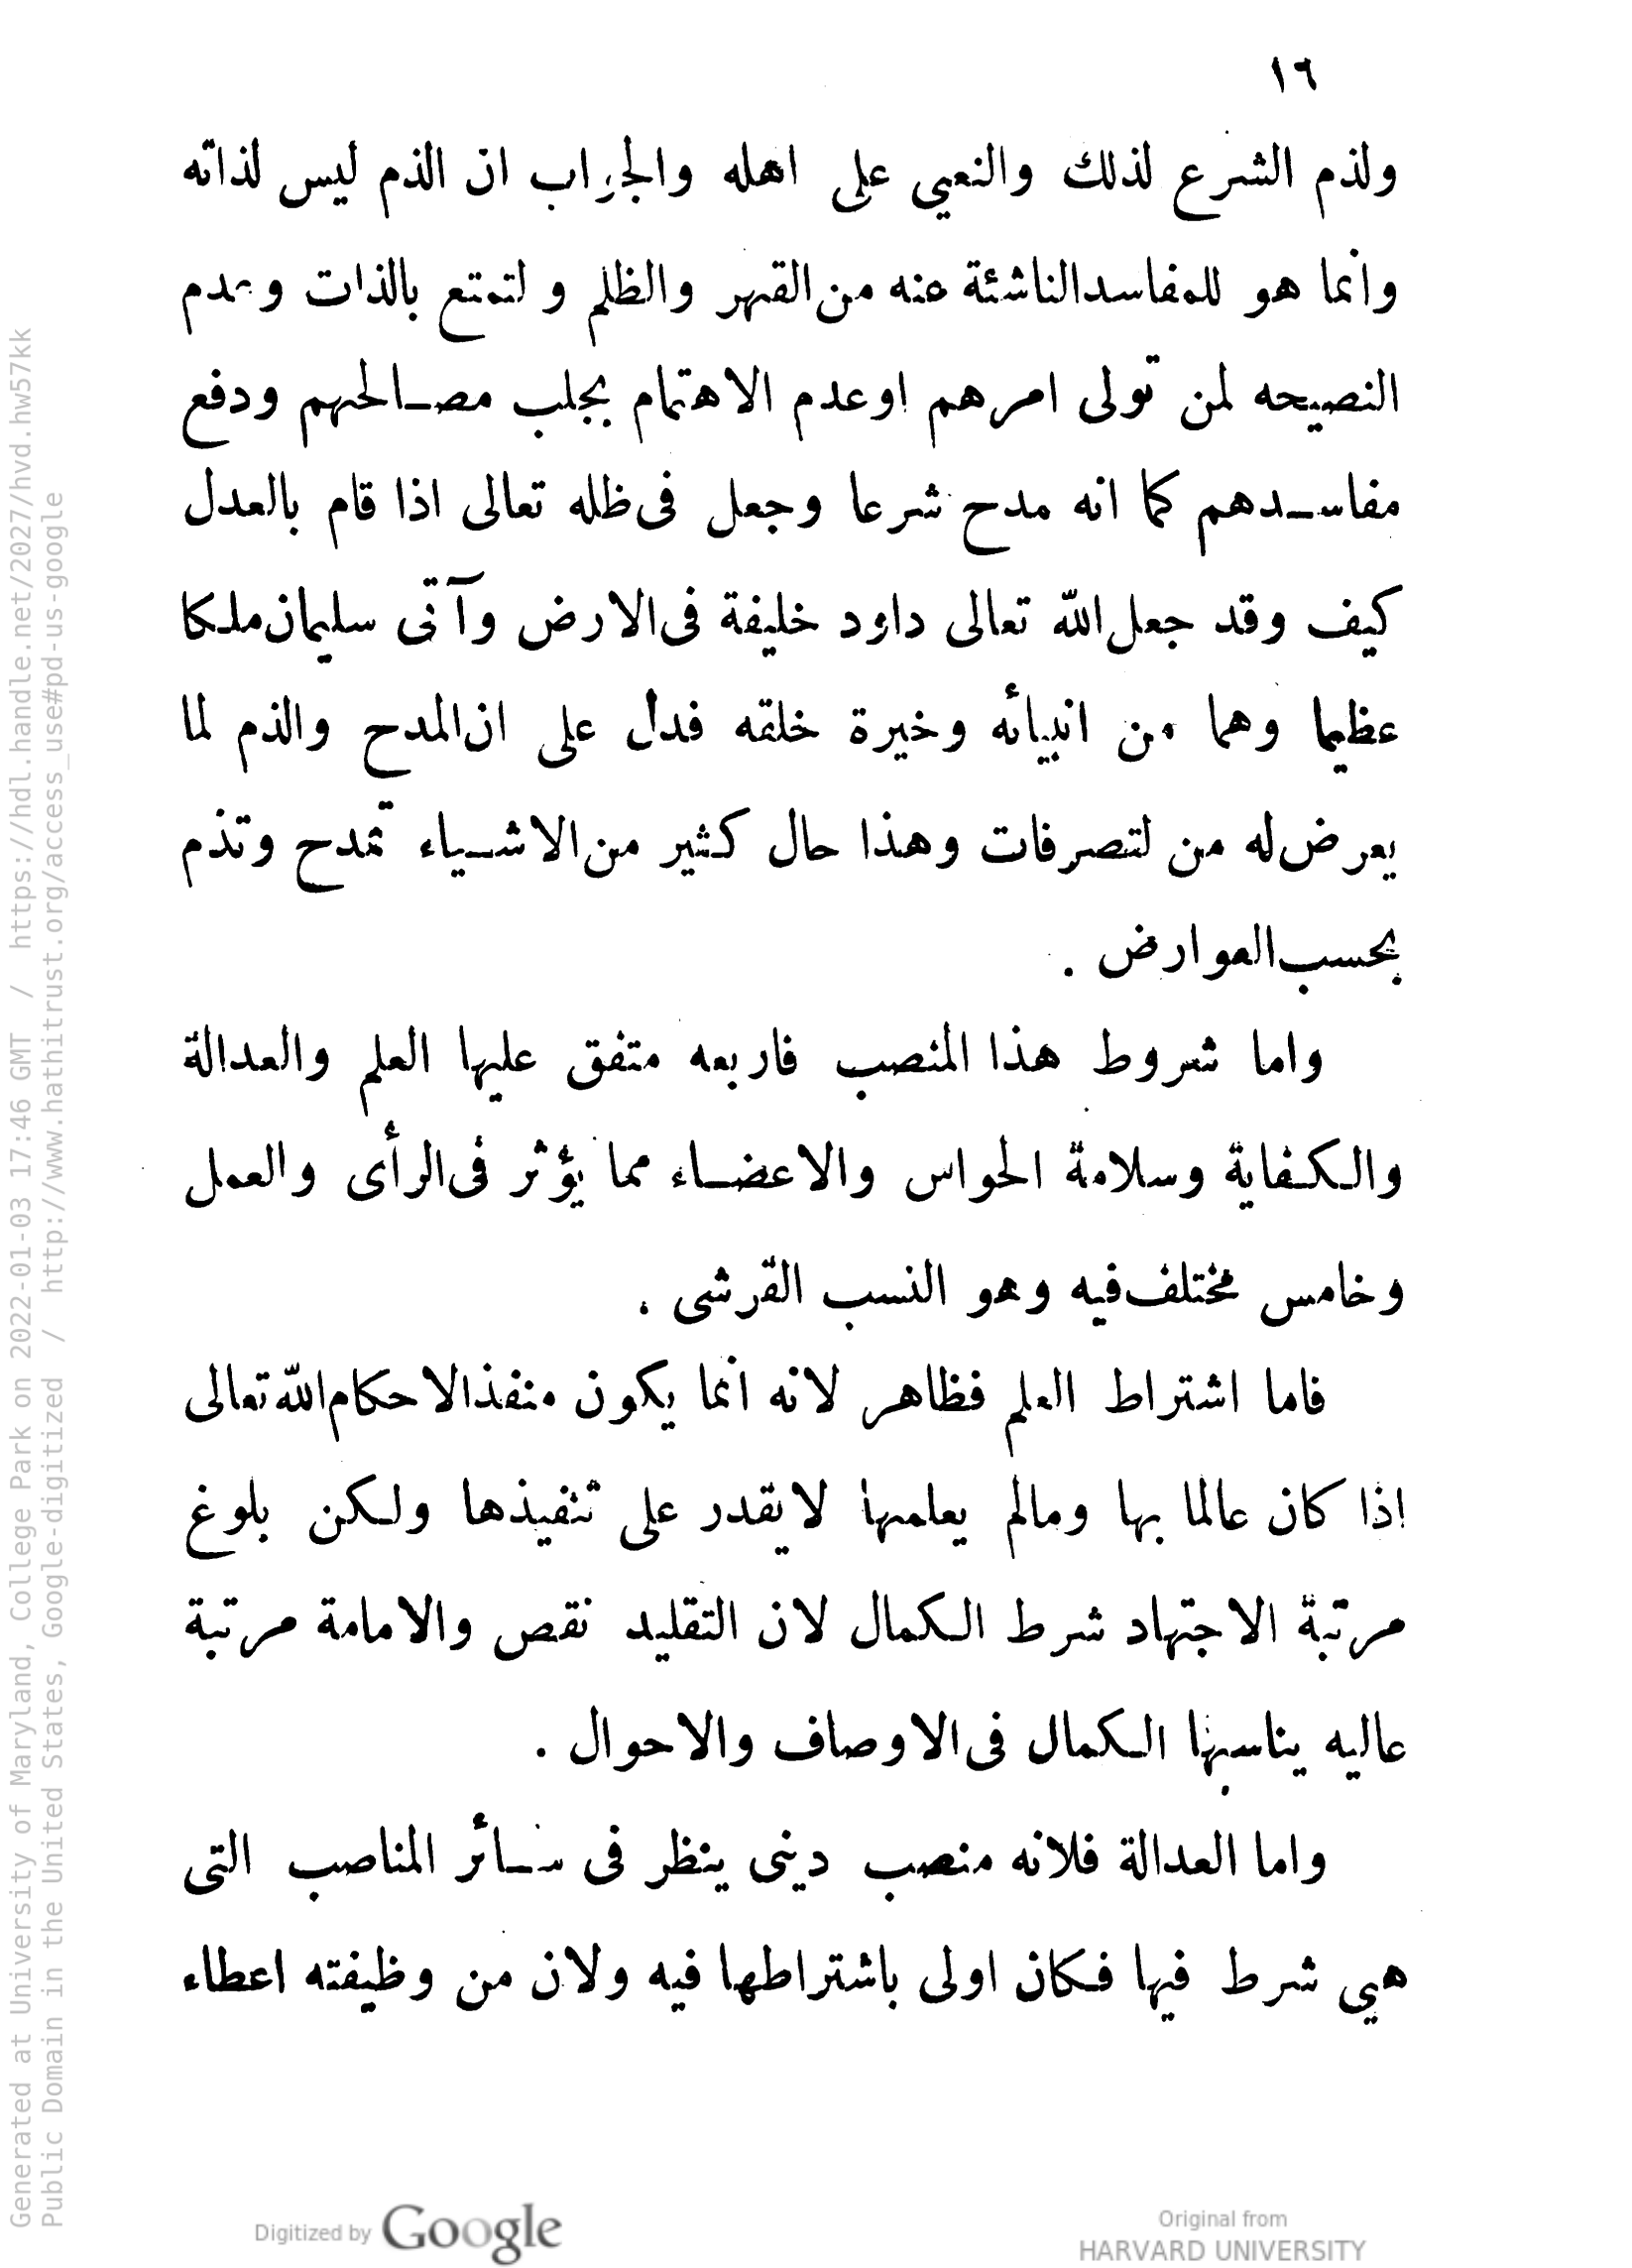 ١٦
ولذم الشرع لذلك والنعي على اهله والجراب ان الذم ليس لذاته
وانما هو للمفاسد الناشئة عنه من القهر والظلم و لتمتع بالذات وعدم
النصيحه لمن تولى امرهم اوعدم الاهتمام بجلب مصالحهم ودفع
مفاسدهم كما انه مدح شرعا وجعل فى ظله تعالى اذا قام بالعدل
كيف وقد جعل الله تعالى داود خليفة فى الارض وآتى سليمان ملكا
عظيما وهما من انبيائه وخيرة خلقه فدل على ان المدح والذم لما
يعرض له من لتصرفات وهذا حال كثير من الاشياء تمدح وتذم
بحسب العوارض .
واما شروط هذا المنصب فاربعه متفق عليها العلم والعدالة
والكفاية وسلامة الحواس والاعضاء مما يؤثر فى الرأى والعمل
وخامس مختلف فيه وهو النسب القرشى .
فاما اشتراط العلم فظاهر لانه انما يكون منفذا لاحكام الله تعالى
اذا كان عالما بها ومالم يعلمها لايقدر على تنفيذها ولكن بلوغ
مرتبة الاجتهاد شرط الكمال لان التقليد نقص والامامة مرتبة
عاليه يناسبها الكمال فى الاوصاف والاحوال .
واما العدالة فلانه منصب دينى ينظر فى سائر المناصب التى
هي شرط فيها فكان اولى باشتراطها فيه ولان من وظيفته اعطاء
Digitized by Google
Original from
HARVARD UNIVERSITY
Generated at University of Maryland, College Park on 2022-01-03 17:46 GMT / https://hdl.handle.net/2027/hvd.hw57kk
Public Domain in the United States, Google-digitized / http://www.hathitrust.org/access_use#pd-us-google